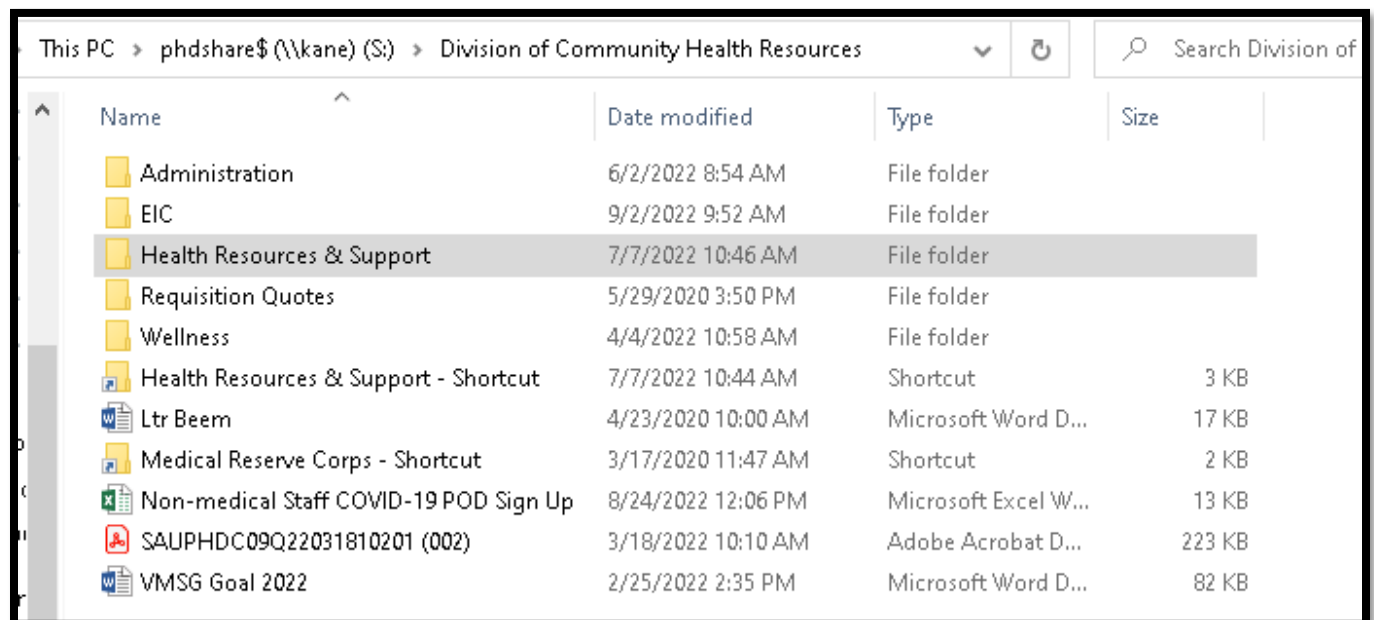 This PC > phdshare$ (\\kane) (S:) > Division of Community Health Resources Search Division of
Name Date modified Type Size
Administration 6/2/2022 8:54 AM File folder
EIC 9/2/2022 9:52 AM File folder
Health Resources & Support 7/7/2022 10:46 AM File folder
Requisition Quotes 5/29/2020 3:50 PM File folder
Wellness 4/4/2022 10:58 AM File folder
Health Resources & Support - Shortcut 7/7/2022 10:44 AM Shortcut 3 KB
Ltr Beem 4/23/2020 10:00 AM Microsoft Word D... 17 KB
Medical Reserve Corps - Shortcut 3/17/2020 11:47 AM Shortcut 2 KB
Non-medical Staff COVID-19 POD Sign Up 8/24/2022 12:06 PM Microsoft Excel W... 13 KB
SAUPHDC09Q22031810201 (002) 3/18/2022 10:10 AM Adobe Acrobat D... 223 KB
VMSG Goal 2022 2/25/2022 2:35 PM Microsoft Word D... 82 KB